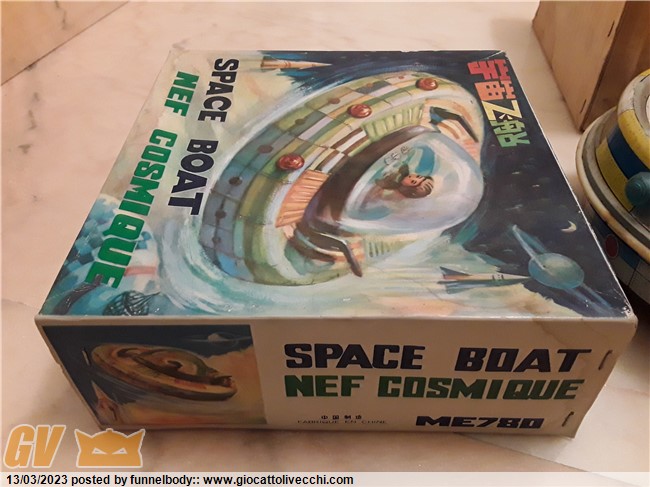 SPACE BOAT
NEF COSMIQUE
宇宙飞船
SPACE BOAT
NEF COSMIQUE
中国制造
FABRIQUE EN CHINE
ME780
GV
13/03/2023 posted by funnelbody:: www.giocattolivecchi.com